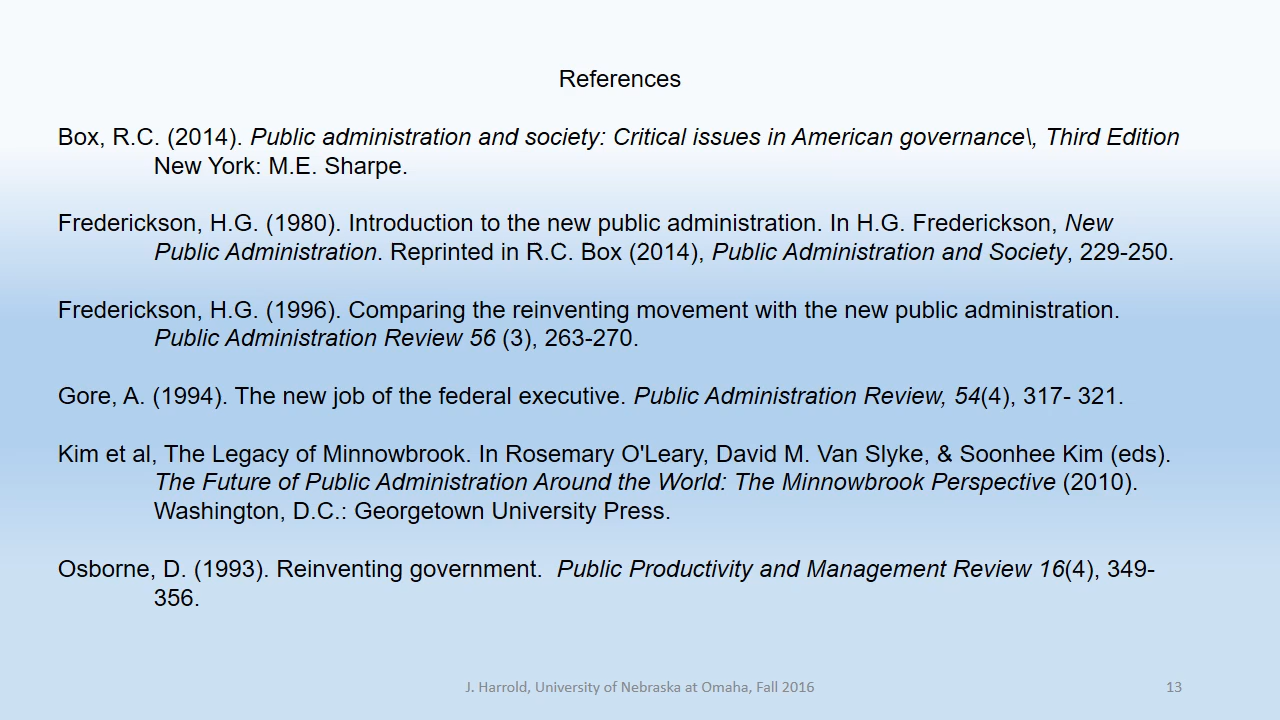 References
Box, R.C. (2014). Public administration and society: Critical issues in American governance\, Third Edition
New York: M.E. Sharpe.
Frederickson, H.G. (1980). Introduction to the new public administration. In H.G. Frederickson, New
Public Administration. Reprinted in R.C. Box (2014), Public Administration and Society, 229-250.
Frederickson, H.G. (1996). Comparing the reinventing movement with the new public administration.
Public Administration Review 56 (3), 263-270.
Gore, A. (1994). The new job of the federal executive. Public Administration Review, 54(4), 317- 321.
Kim et al, The Legacy of Minnowbrook. In Rosemary O'Leary, David M. Van Slyke, & Soonhee Kim (eds).
The Future of Public Administration Around the World: The Minnowbrook Perspective (2010).
Washington, D.C.: Georgetown University Press.
Osborne, D. (1993). Reinventing government.  Public Productivity and Management Review 16(4), 349-
356.
J. Harrold, University of Nebraska at Omaha, Fall 2016
13